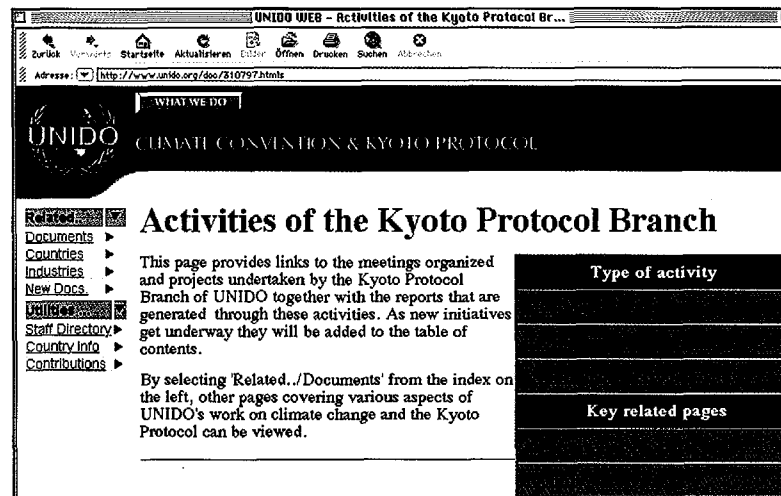 UNIDO WEB - Activities of the Kyoto Protocol Br...
Zurück Vorwärts Startseite Aktualisieren Bilder Öffnen Drucken Suchen Abbrechen
Adresse: http://www.unido.org/doc/310797.htmls
WHAT WE DO
UNIDO
CLIMATE CONVENTION & KYOTO PROTOCOL
Related..
Documents
Countries
Industries
New Docs.
Utilities
Staff Directory
Country Info
Contributions
Activities of the Kyoto Protocol Branch
This page provides links to the meetings organized
and projects undertaken by the Kyoto Protocol
Branch of UNIDO together with the reports that are
generated through these activities. As new initiatives
get underway they will be added to the table of
contents.
By selecting 'Related../Documents' from the index on
the left, other pages covering various aspects of
UNIDO's work on climate change and the Kyoto
Protocol can be viewed.
Type of activity
Key related pages